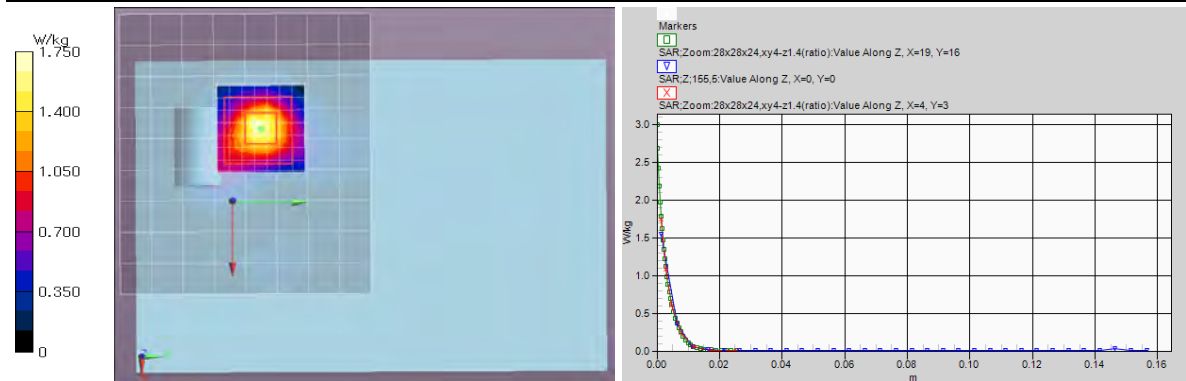 W/kg
1.750
1.400
1.050
0.700
0.350
0
Markers
SAR;Zoom:28x28x24,xy4-z1.4(ratio):Value Along Z, X=19, Y=16
SAR;Z;155,5:Value Along Z, X=0, Y=0
SAR;Zoom:28x28x24,xy4-z1.4(ratio):Value Along Z, X=4, Y=3
3.0
2.5
2.0
1.5
1.0
0.5
0.0
W/kg
0.00 0.02 0.04 0.06 0.08 0.10 0.12 0.14 0.16
m